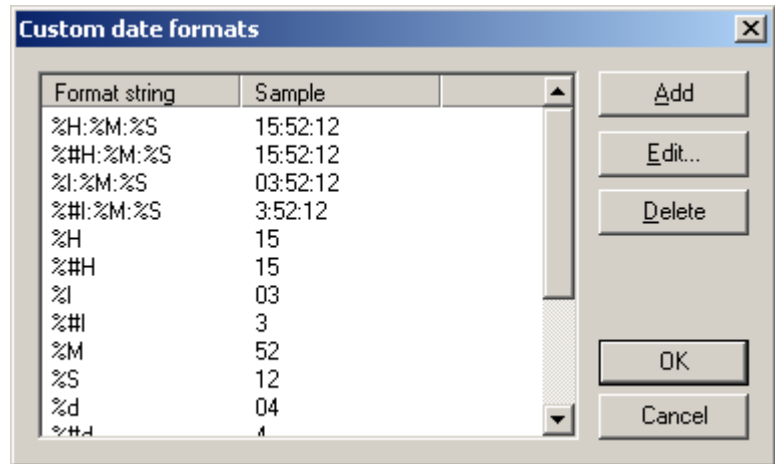 Custom date formats
Format string Sample
%H:%M:%S 15:52:12
%#H:%M:%S 15:52:12
%I:%M:%S 03:52:12
%#I:%M:%S 3:52:12
%H 15
%#H 15
%I 03
%#I 3
%M 52
%S 12
%d 04
%#d 4
Add
Edit...
Delete
OK
Cancel